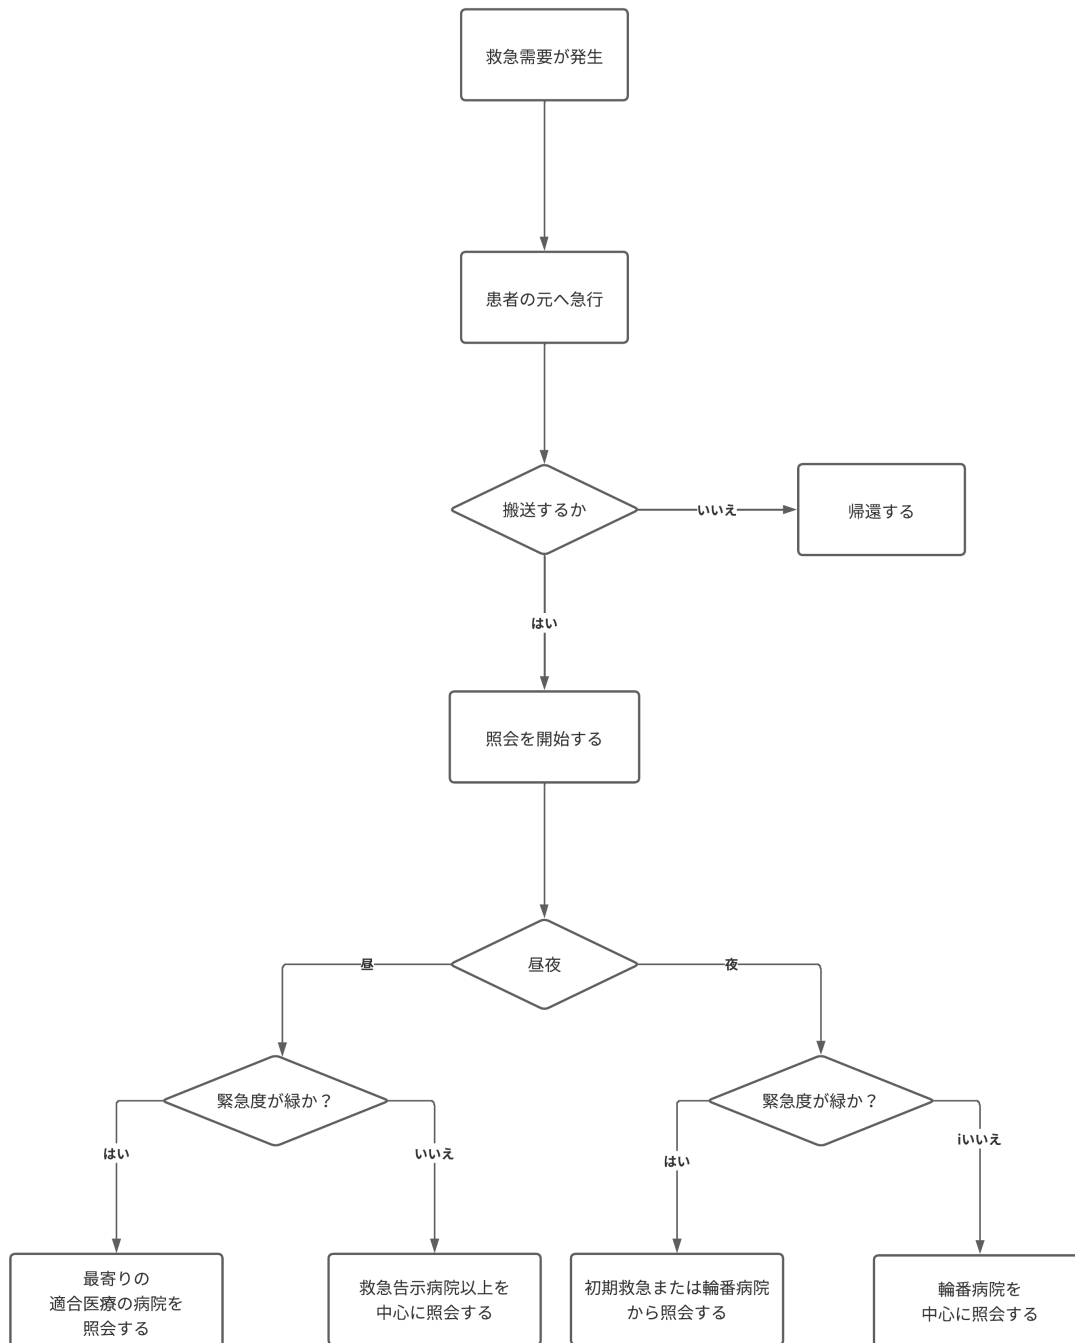 救急需要が発生
患者の元へ急行
搬送するか
いいえ
帰還する
はい
照会を開始する
昼
昼夜
夜
緊急度が緑か？
緊急度が緑か？
はい
いいえ
はい
iいいえ
最寄りの
適合医療の病院を
照会する
救急告示病院以上を
中心に照会する
初期救急または輪番病院
から照会する
輪番病院を
中心に照会する